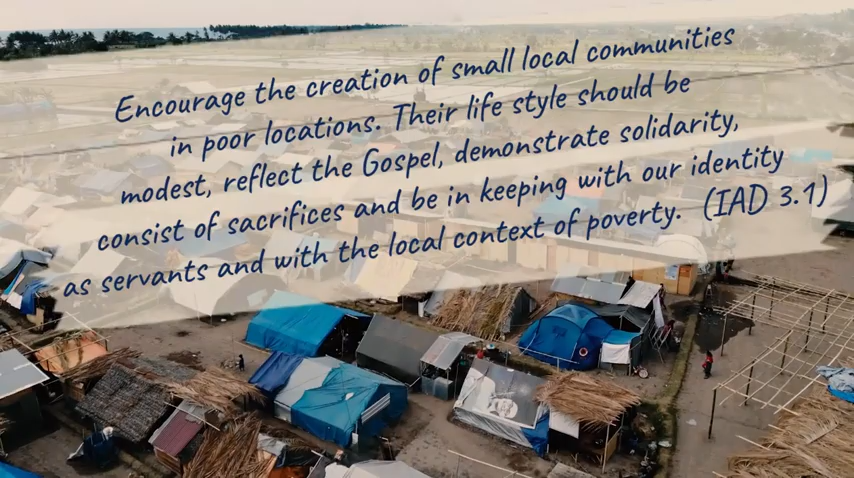 Encourage the creation of small local communities
in poor locations. Their life style should be
modest, reflect the Gospel, demonstrate solidarity,
consist of sacrifices and be in keeping with our identity
as servants and with the local context of poverty. (IAD 3.1)